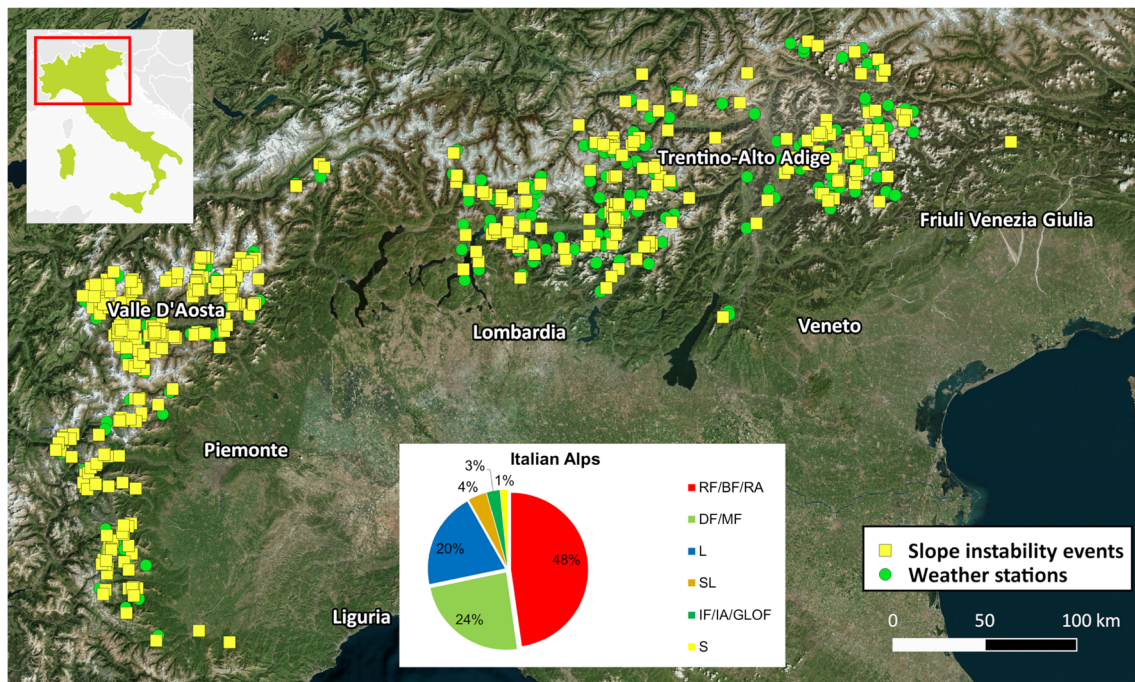 Trentino-Alto Adige
Friuli Venezia Giulia
Valle D'Aosta
Lombardia
Veneto
Piemonte
Liguria
Italian Alps
3%
1%
4%
20%
48%
24%
RF/BF/RA
DF/MF
L
SL
IF/IA/GLOF
S
Slope instability events
Weather stations
0 50 100 km